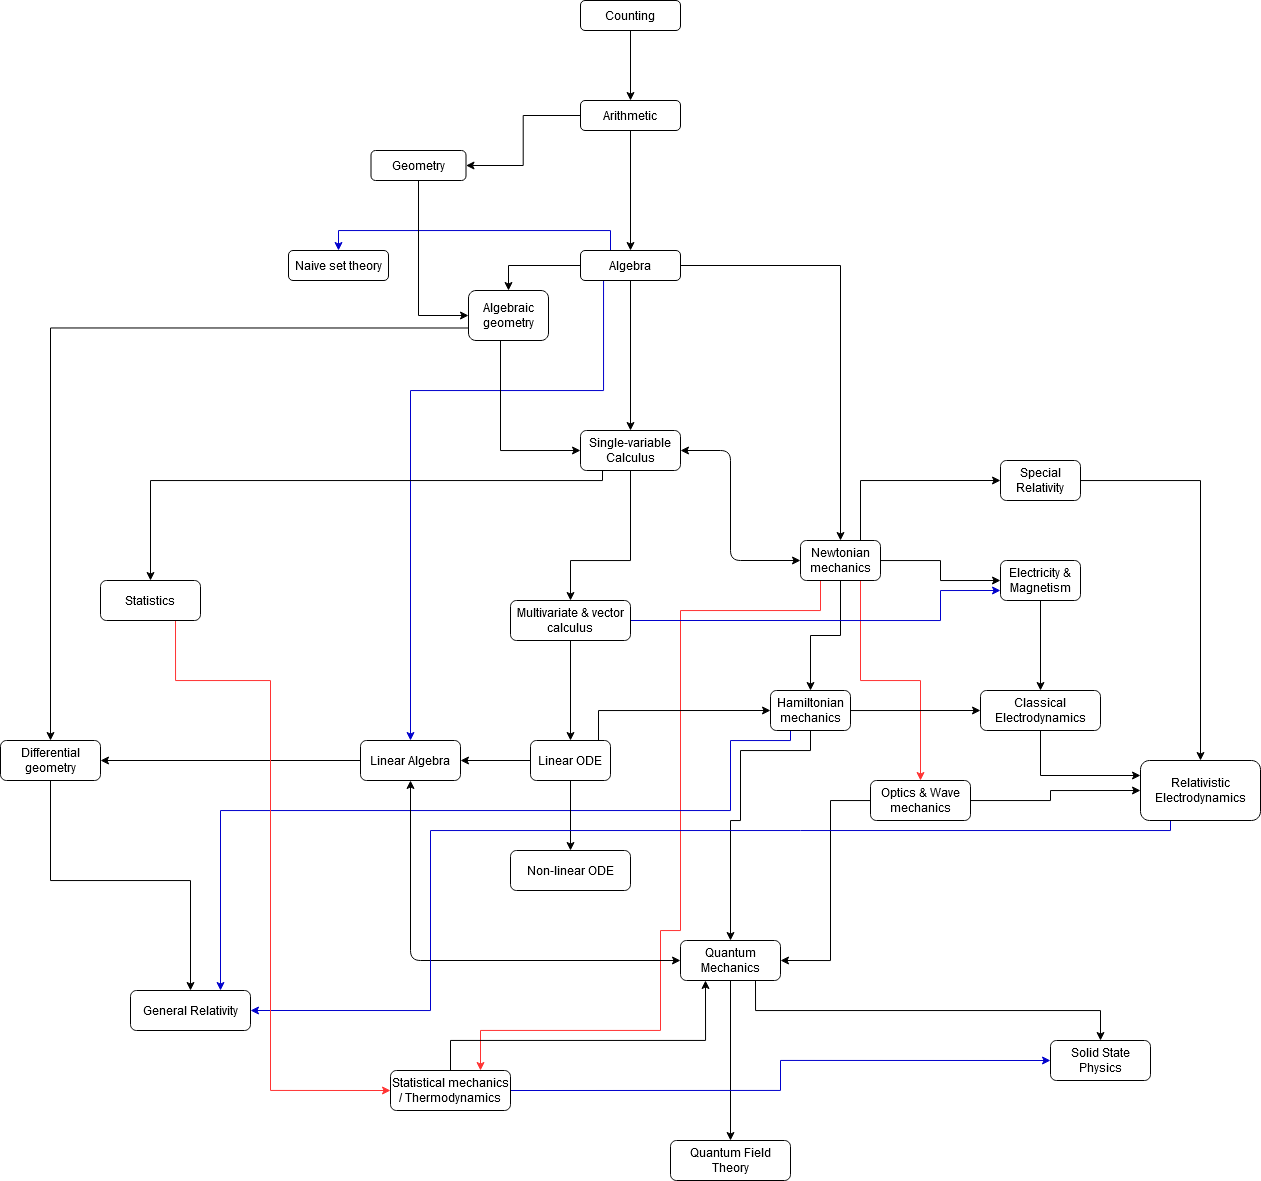 Counting
Arithmetic
Geometry
Naive set theory
Algebra
Algebraic
geometry
Single-variable
Calculus
Special
Relativity
Newtonian
mechanics
Electricity &
Magnetism
Statistics
Multivariate & vector
calculus
Hamiltonian
mechanics
Classical
Electrodynamics
Differential
geometry
Linear Algebra
Linear ODE
Optics & Wave
mechanics
Relativistic
Electrodynamics
Non-linear ODE
Quantum
Mechanics
General Relativity
Solid State
Physics
Statistical mechanics
/ Thermodynamics
Quantum Field
Theory